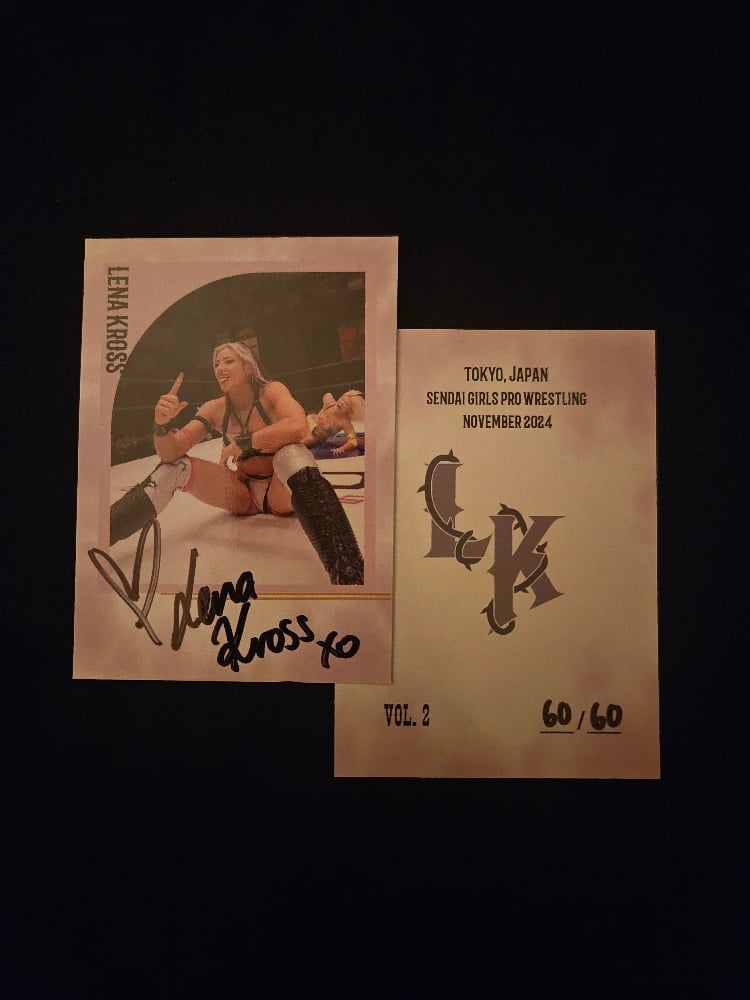 LENA KROSS
Lena
Kross xo
TOKYO, JAPAN
SENDAI GIRLS PRO WRESTLING
NOVEMBER 2024
LK
VOL. 2
60/60